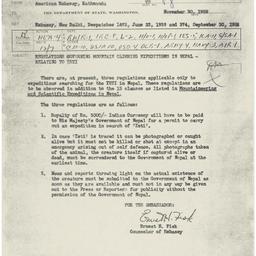 American Embassy, Kathmandu
THE DEPARTMENT OF STATE, WASHINGTON.
November 30, 1959
Embassy, New Delhi, Despatches 1473, June 23, 1959 and 574, September 30, 1959
REGULATIONS GOVERNING MOUNTAIN CLIMBING EXPEDITIONS IN NEPAL -
RELATING TO YETI
There are, at present, three regulations applicable only to
expeditions searching for the YETI in Nepal. These regulations are
to be observed in addition to the 15 clauses as listed in Mountaineering
and Scientific Expeditions in Nepal.
The three regulations are as follows:
1. Royalty of Rs. 5000/- Indian Currency will have to be paid
to His Majesty's Government of Nepal for a permit to carry
out an expedition in search of 'Yeti'.
2. In case 'Yeti' is traced it can be photographed or caught
alive but it must not be killed or shot at except in an
emergency arising out of self defence. All photographs taken
of the animal, the creature itself if captured alive or
dead, must be surrendered to the Government of Nepal at the
earliest time.
3. News and reports throwing light on the actual existence of
the creature must be submitted to the Government of Nepal as
soon as they are available and must not in any way be given
out to the Press or Reporters for publicity without the
permission of the Government of Nepal.
FOR THE AMBASSADOR:
Ernest H. Fisk
Ernest H. Fisk
Counselor of Embassy